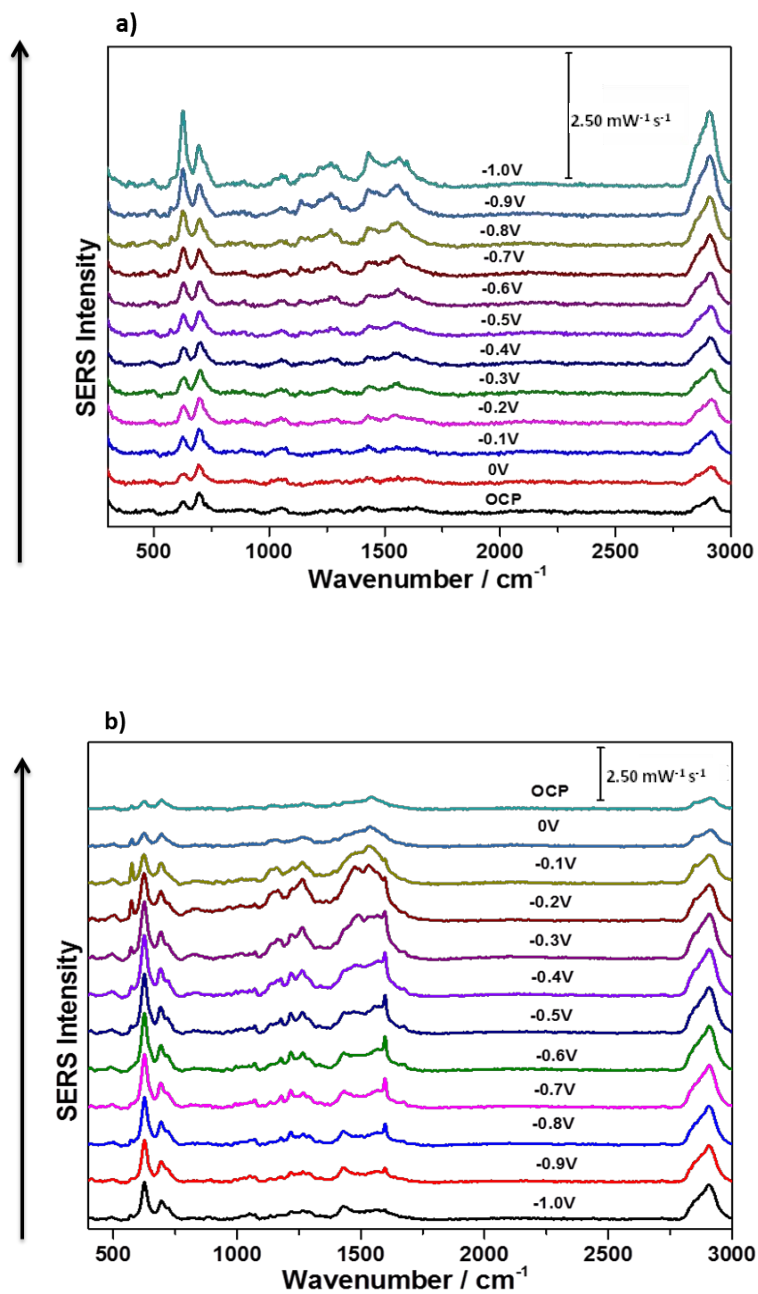 a)
2.50 mW⁻¹ s⁻¹
-1.0V
-0.9V
-0.8V
-0.7V
-0.6V
-0.5V
-0.4V
-0.3V
-0.2V
-0.1V
0V
OCP
SERS Intensity
500 1000 1500 2000 2500 3000
Wavenumber / cm⁻¹
b)
2.50 mW⁻¹ s⁻¹
OCP
0V
-0.1V
-0.2V
-0.3V
-0.4V
-0.5V
-0.6V
-0.7V
-0.8V
-0.9V
-1.0V
SERS Intensity
500 1000 1500 2000 2500 3000
Wavenumber / cm⁻¹